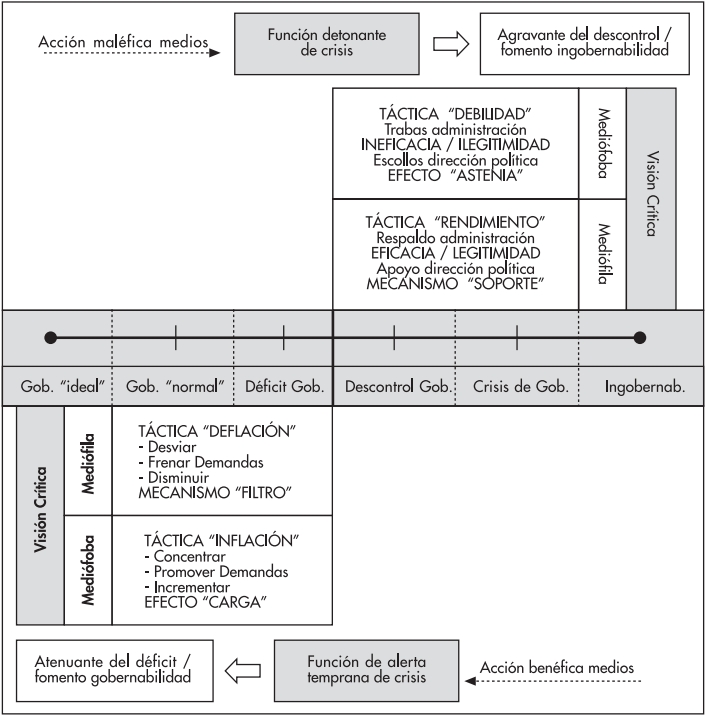 Acción maléfica medios
Función detonante
de crisis
Agravante del descontrol /
fomento ingobernabilidad
TÁCTICA “DEBILIDAD”
Trabas administración
INEFICACIA / ILEGITIMIDAD
Escollos dirección política
EFECTO “ASTENIA”
Mediófoba
Visión Crítica
TÁCTICA “RENDIMIENTO”
Respaldo administración
EFICACIA / LEGITIMIDAD
Apoyo dirección política
MECANISMO “SOPORTE”
Mediófila
Gob. “ideal”
Gob. “normal”
Déficit Gob.
Descontrol Gob.
Crisis de Gob.
Ingobernab.
Visión Crítica
Mediófila
TÁCTICA “DEFLACIÓN”
- Desviar
- Frenar Demandas
- Disminuir
MECANISMO “FILTRO”
Mediófoba
TÁCTICA “INFLACIÓN”
- Concentrar
- Promover Demandas
- Incrementar
EFECTO “CARGA”
Atenuante del déficit /
fomento gobernabilidad
Función de alerta
temprana de crisis
Acción benéfica medios